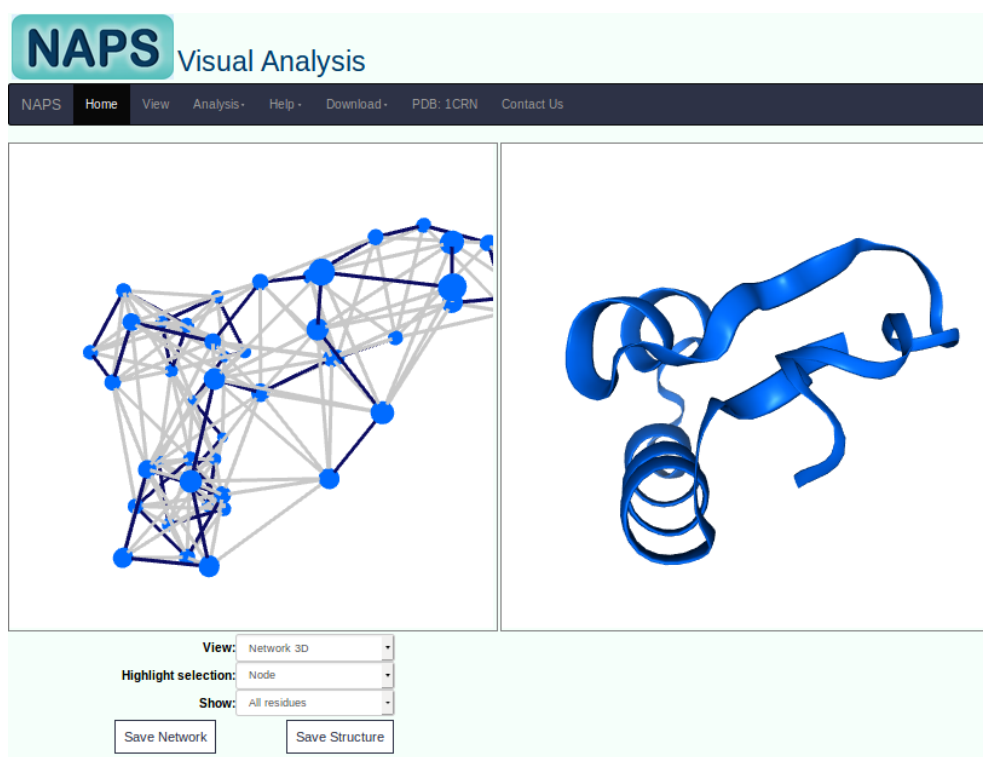 NAPS Visual Analysis
NAPS Home View Analysis Help Download PDB: 1CRN Contact Us
View: Network 3D
Highlight selection: Node
Show: All residues
Save Network Save Structure